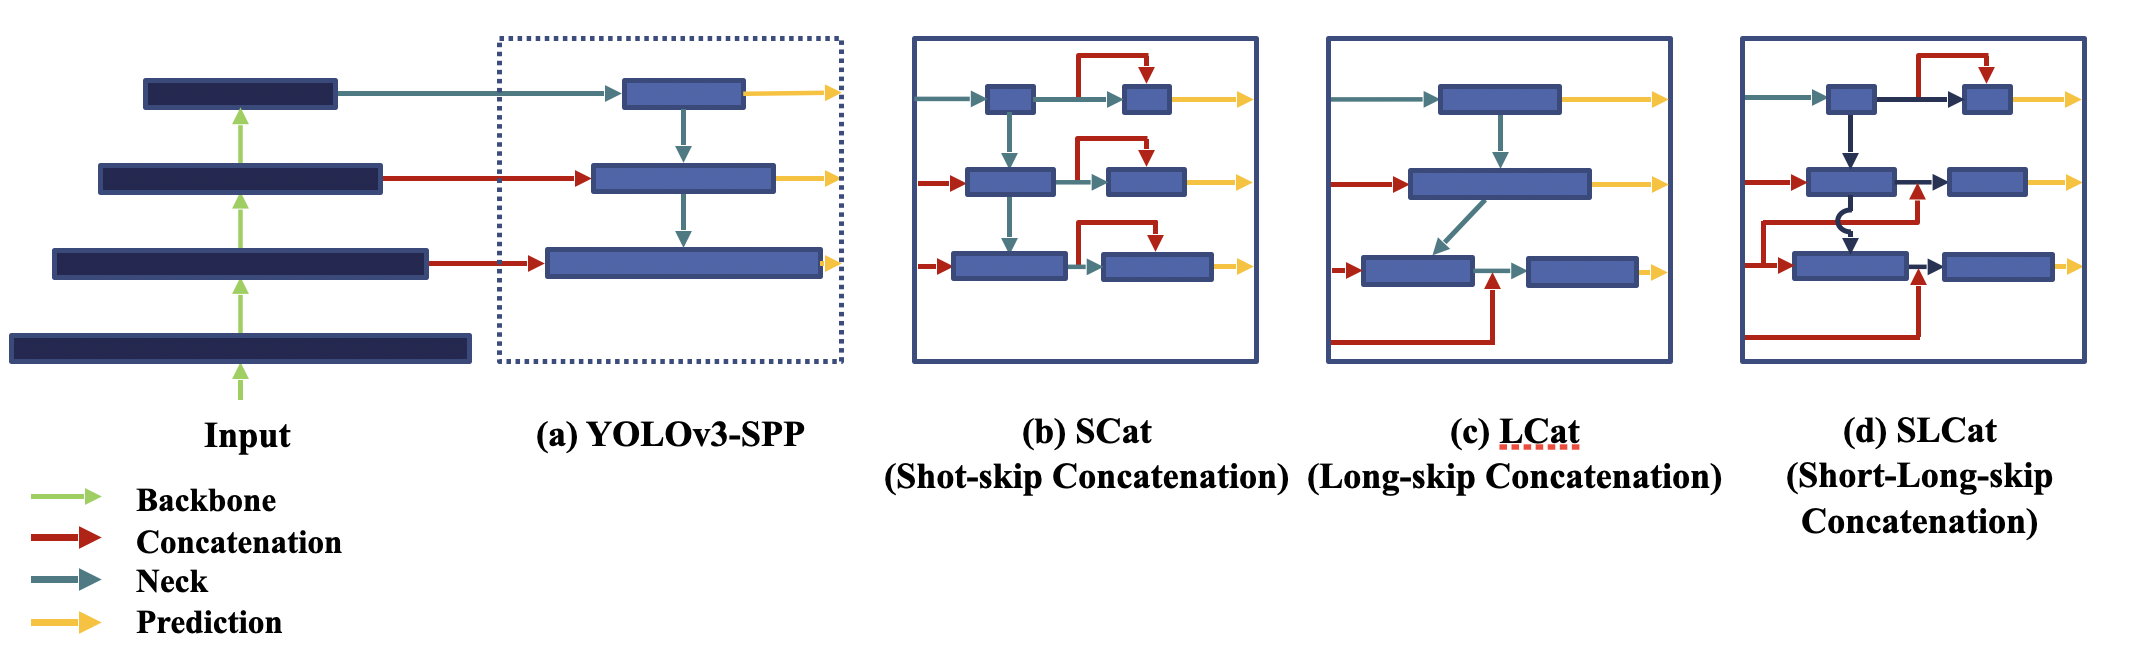 Input
(a) YOLOv3-SPP
(b) SCat
(Shot-skip Concatenation)
(c) LCat
(Long-skip Concatenation)
(d) SLCat
(Short-Long-skip
Concatenation)
Backbone
Concatenation
Neck
Prediction